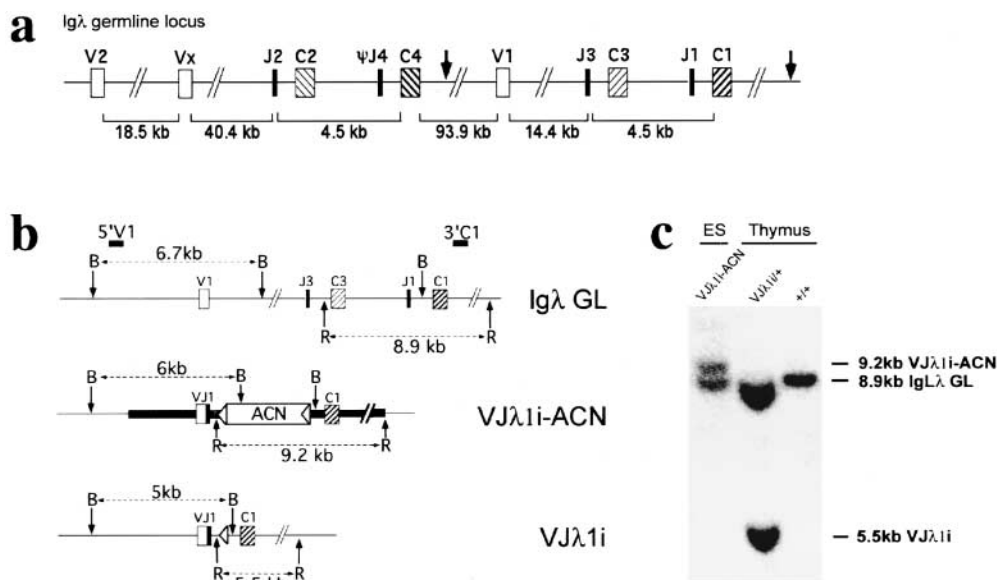 a
Igλ germline locus
V2 Vx J2 C2 ψJ4 C4 V1 J3 C3 J1 C1
18.5 kb 40.4 kb 4.5 kb 93.9 kb 14.4 kb 4.5 kb
b
5'V1 3'C1
B 6.7kb B B
V1 J3 C3 J1 C1
Igλ GL
R 8.9 kb R
B 6kb B B
VJ1 ACN C1
VJλ1i-ACN
R 9.2 kb R
B 5kb B
VJ1 C1
VJλ1i
R R
c
ES Thymus
VJλ1i-ACN VJλ1i/+ +/+
9.2kb VJλ1i-ACN
8.9kb IgLλ GL
5.5kb VJλ1i